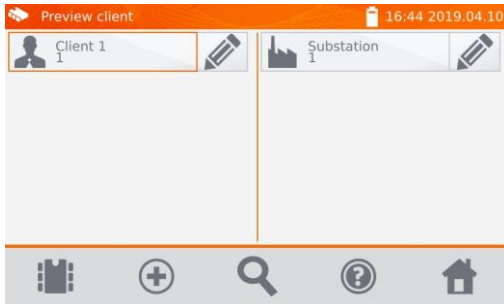 Preview client
16:44 2019.04.10
Client 1
1
Substation
1